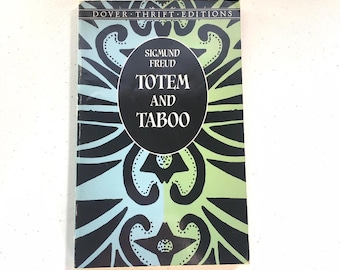 DOVER · THRIFT · EDITIONS
SIGMUND
FREUD
TOTEM
AND
TABOO